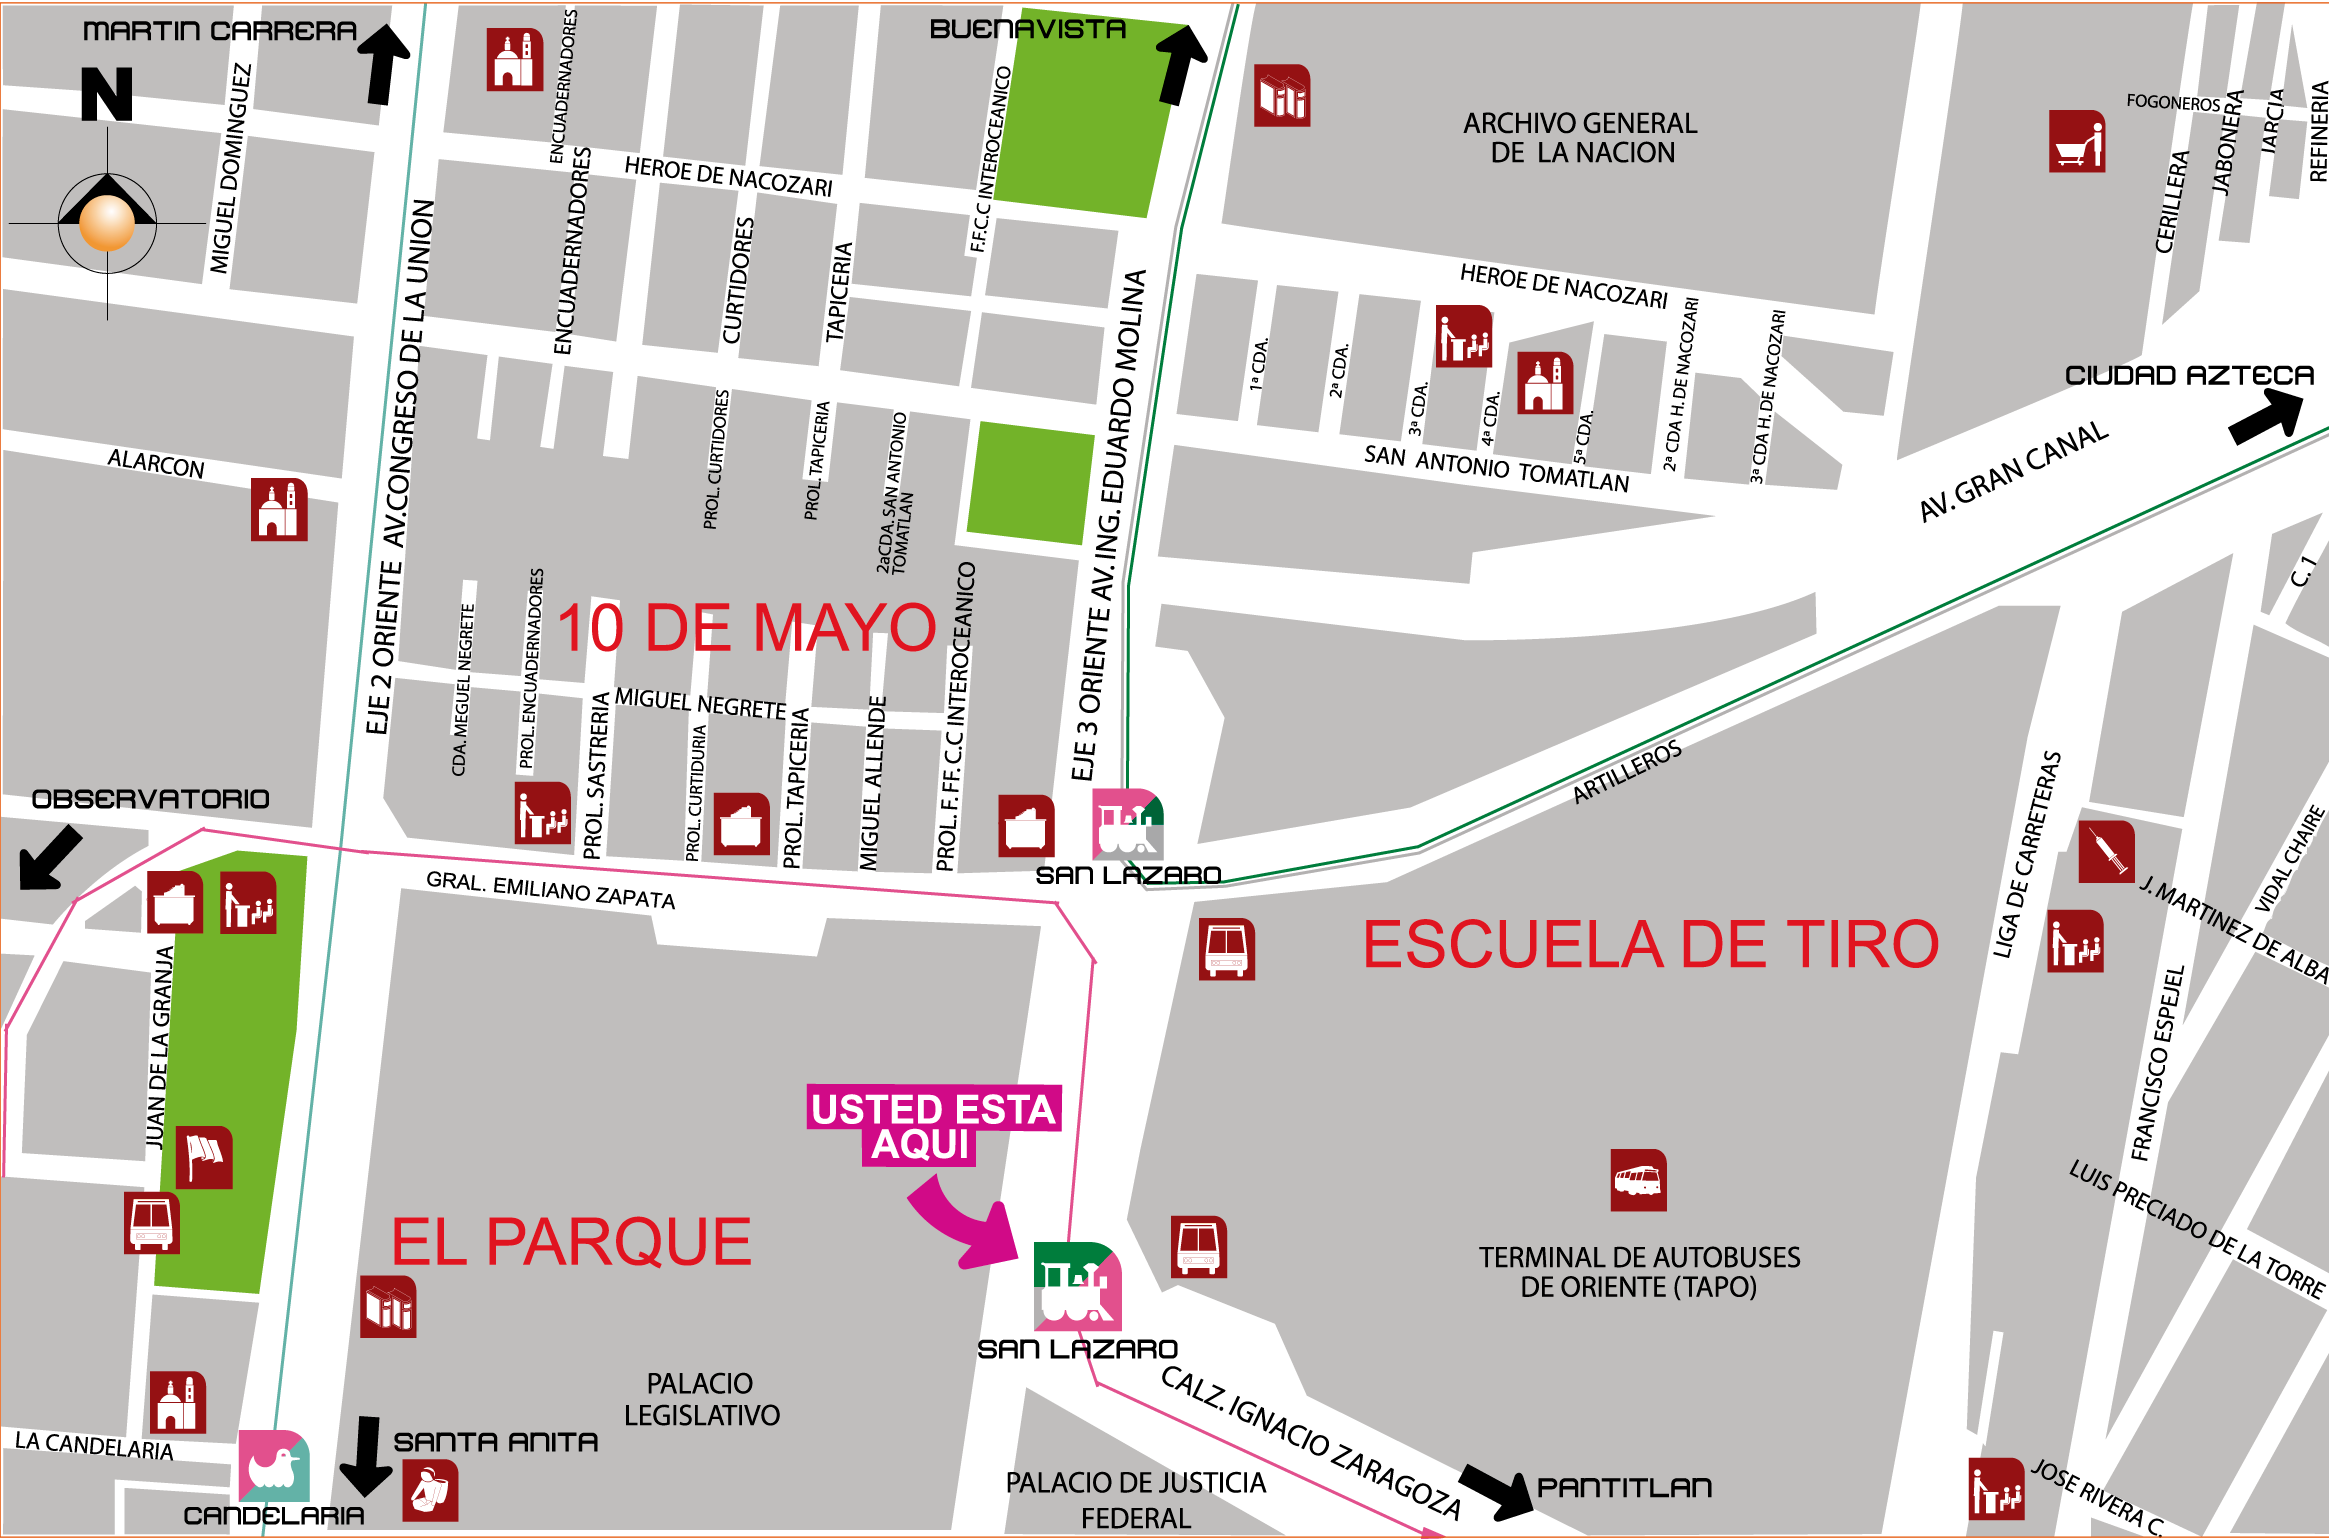 MARTIN CARRERA
BUENAVISTA
N
MIGUEL DOMINGUEZ
ENCUADERNADORES
ENCUADERNADORES
HEROE DE NACOZARI
CURTIDORES
TAPICERIA
F.F.C.C INTEROCEANICO
ARCHIVO GENERAL
DE LA NACION
FOGONEROS
CERILLERA
JABONERA
JARCIA
REFINERIA
HEROE DE NACOZARI
1ª CDA.
2ª CDA.
3ª CDA.
4ª CDA.
5ª CDA.
2ª CDA H. DE NACOZARI
3ª CDA H. DE NACOZARI
CIUDAD AZTECA
AV. GRAN CANAL
SAN ANTONIO TOMATLAN
ALARCON
EJE 2 ORIENTE AV.CONGRESO DE LA UNION
EJE 3 ORIENTE AV. ING. EDUARDO MOLINA
PROL. CURTIDORES
PROL. TAPICERIA
2aCDA. SAN ANTONIO
TOMATLAN
10 DE MAYO
CDA. MEGUEL NEGRETE
PROL. ENCUADERNADORES
MIGUEL NEGRETE
PROL. SASTRERIA
PROL. CURTIDURIA
PROL. TAPICERIA
MIGUEL ALLENDE
PROL. F. FF. C.C INTEROCEANICO
C. 1
OBSERVATORIO
SAN LAZARO
ARTILLEROS
LIGA DE CARRETERAS
VIDAL CHAIRE
J. MARTINEZ DE ALBA
GRAL. EMILIANO ZAPATA
ESCUELA DE TIRO
JUAN DE LA GRANJA
FRANCISCO ESPEJEL
USTED ESTA
AQUI
LUIS PRECIADO DE LA TORRE
EL PARQUE
TERMINAL DE AUTOBUSES
DE ORIENTE (TAPO)
SAN LAZARO
PALACIO
LEGISLATIVO
CALZ. IGNACIO ZARAGOZA
LA CANDELARIA
SANTA ANITA
CANDELARIA
PALACIO DE JUSTICIA
FEDERAL
PANTITLAN
JOSE RIVERA C.